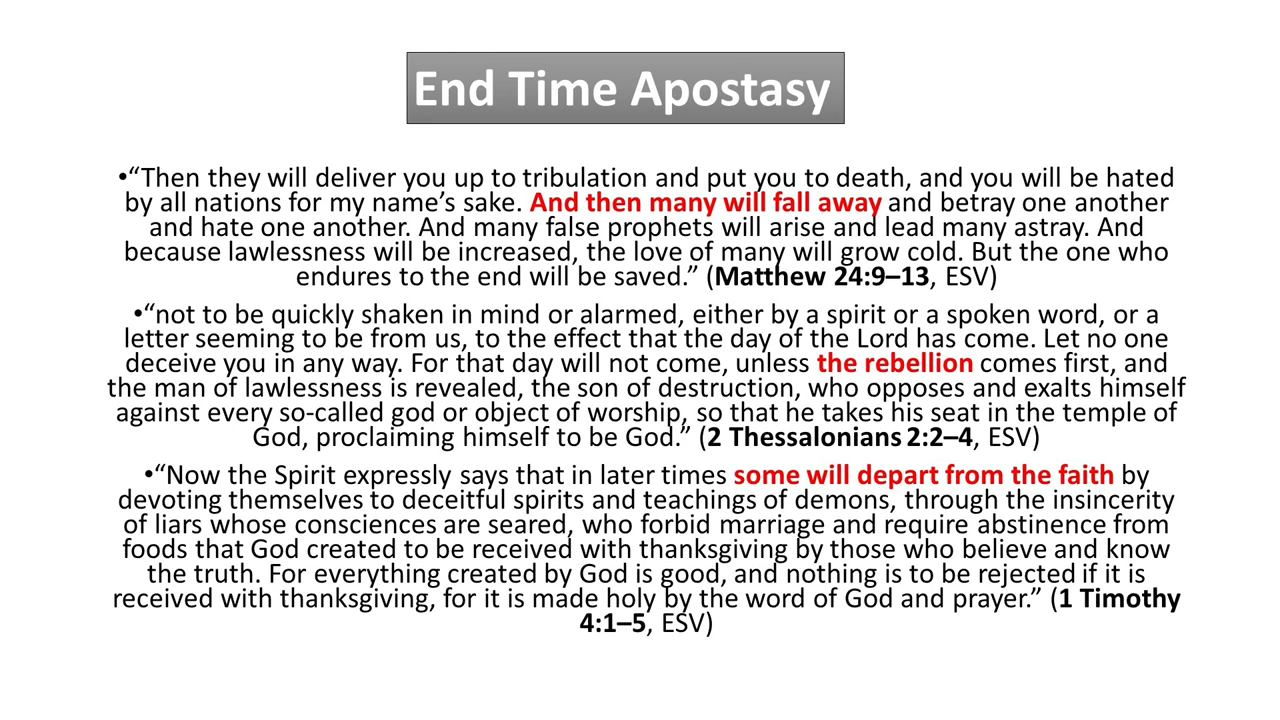 End Time Apostasy
•“Then they will deliver you up to tribulation and put you to death, and you will be hated
by all nations for my name’s sake. And then many will fall away and betray one another
and hate one another. And many false prophets will arise and lead many astray. And
because lawlessness will be increased, the love of many will grow cold. But the one who
endures to the end will be saved.” (Matthew 24:9–13, ESV)
•“not to be quickly shaken in mind or alarmed, either by a spirit or a spoken word, or a
letter seeming to be from us, to the effect that the day of the Lord has come. Let no one
deceive you in any way. For that day will not come, unless the rebellion comes first, and
the man of lawlessness is revealed, the son of destruction, who opposes and exalts himself
against every so-called god or object of worship, so that he takes his seat in the temple of
God, proclaiming himself to be God.” (2 Thessalonians 2:2–4, ESV)
•“Now the Spirit expressly says that in later times some will depart from the faith by
devoting themselves to deceitful spirits and teachings of demons, through the insincerity
of liars whose consciences are seared, who forbid marriage and require abstinence from
foods that God created to be received with thanksgiving by those who believe and know
the truth. For everything created by God is good, and nothing is to be rejected if it is
received with thanksgiving, for it is made holy by the word of God and prayer.” (1 Timothy
4:1–5, ESV)